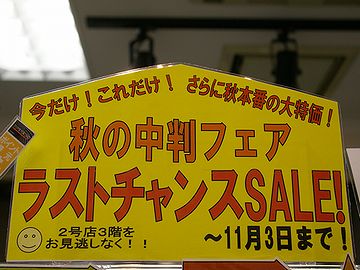 今だけ！これだけ！ さらに秋本番の大特価！
秋の中判フェア
ラストチャンスSALE!
2号店3階を
お見逃しなく！！
～11月3日まで！